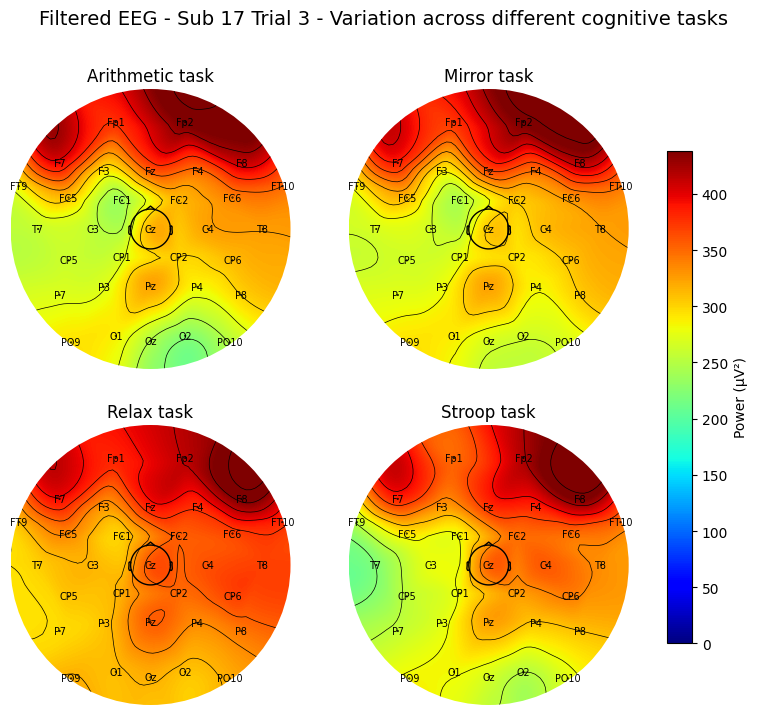 Filtered EEG - Sub 17 Trial 3 - Variation across different cognitive tasks
Arithmetic task
Fp1 Fp2
F7 F8
F3 Fz F4
FT9 FT10
FC5 FC1 FC2 FC6
T7 C3 Cz C4 T8
CP5 CP1 CP2 CP6
P7 P3 Pz P4 P8
O1 Oz O2
PO9 PO10
Mirror task
Fp1 Fp2
F7 F8
F3 Fz F4
FT9 FT10
FC5 FC1 FC2 FC6
T7 C3 Cz C4 T8
CP5 CP1 CP2 CP6
P7 P3 Pz P4 P8
O1 Oz O2
PO9 PO10
Relax task
Fp1 Fp2
F7 F8
F3 Fz F4
FT9 FT10
FC5 FC1 FC2 FC6
T7 C3 Cz C4 T8
CP5 CP1 CP2 CP6
P7 P3 Pz P4 P8
O1 Oz O2
PO9 PO10
Stroop task
Fp1 Fp2
F7 F8
F3 Fz F4
FT9 FT10
FC5 FC1 FC2 FC6
T7 C3 Cz C4 T8
CP5 CP1 CP2 CP6
P7 P3 Pz P4 P8
O1 Oz O2
PO9 PO10
400
350
300
250
200
150
100
50
0
Power (µV²)